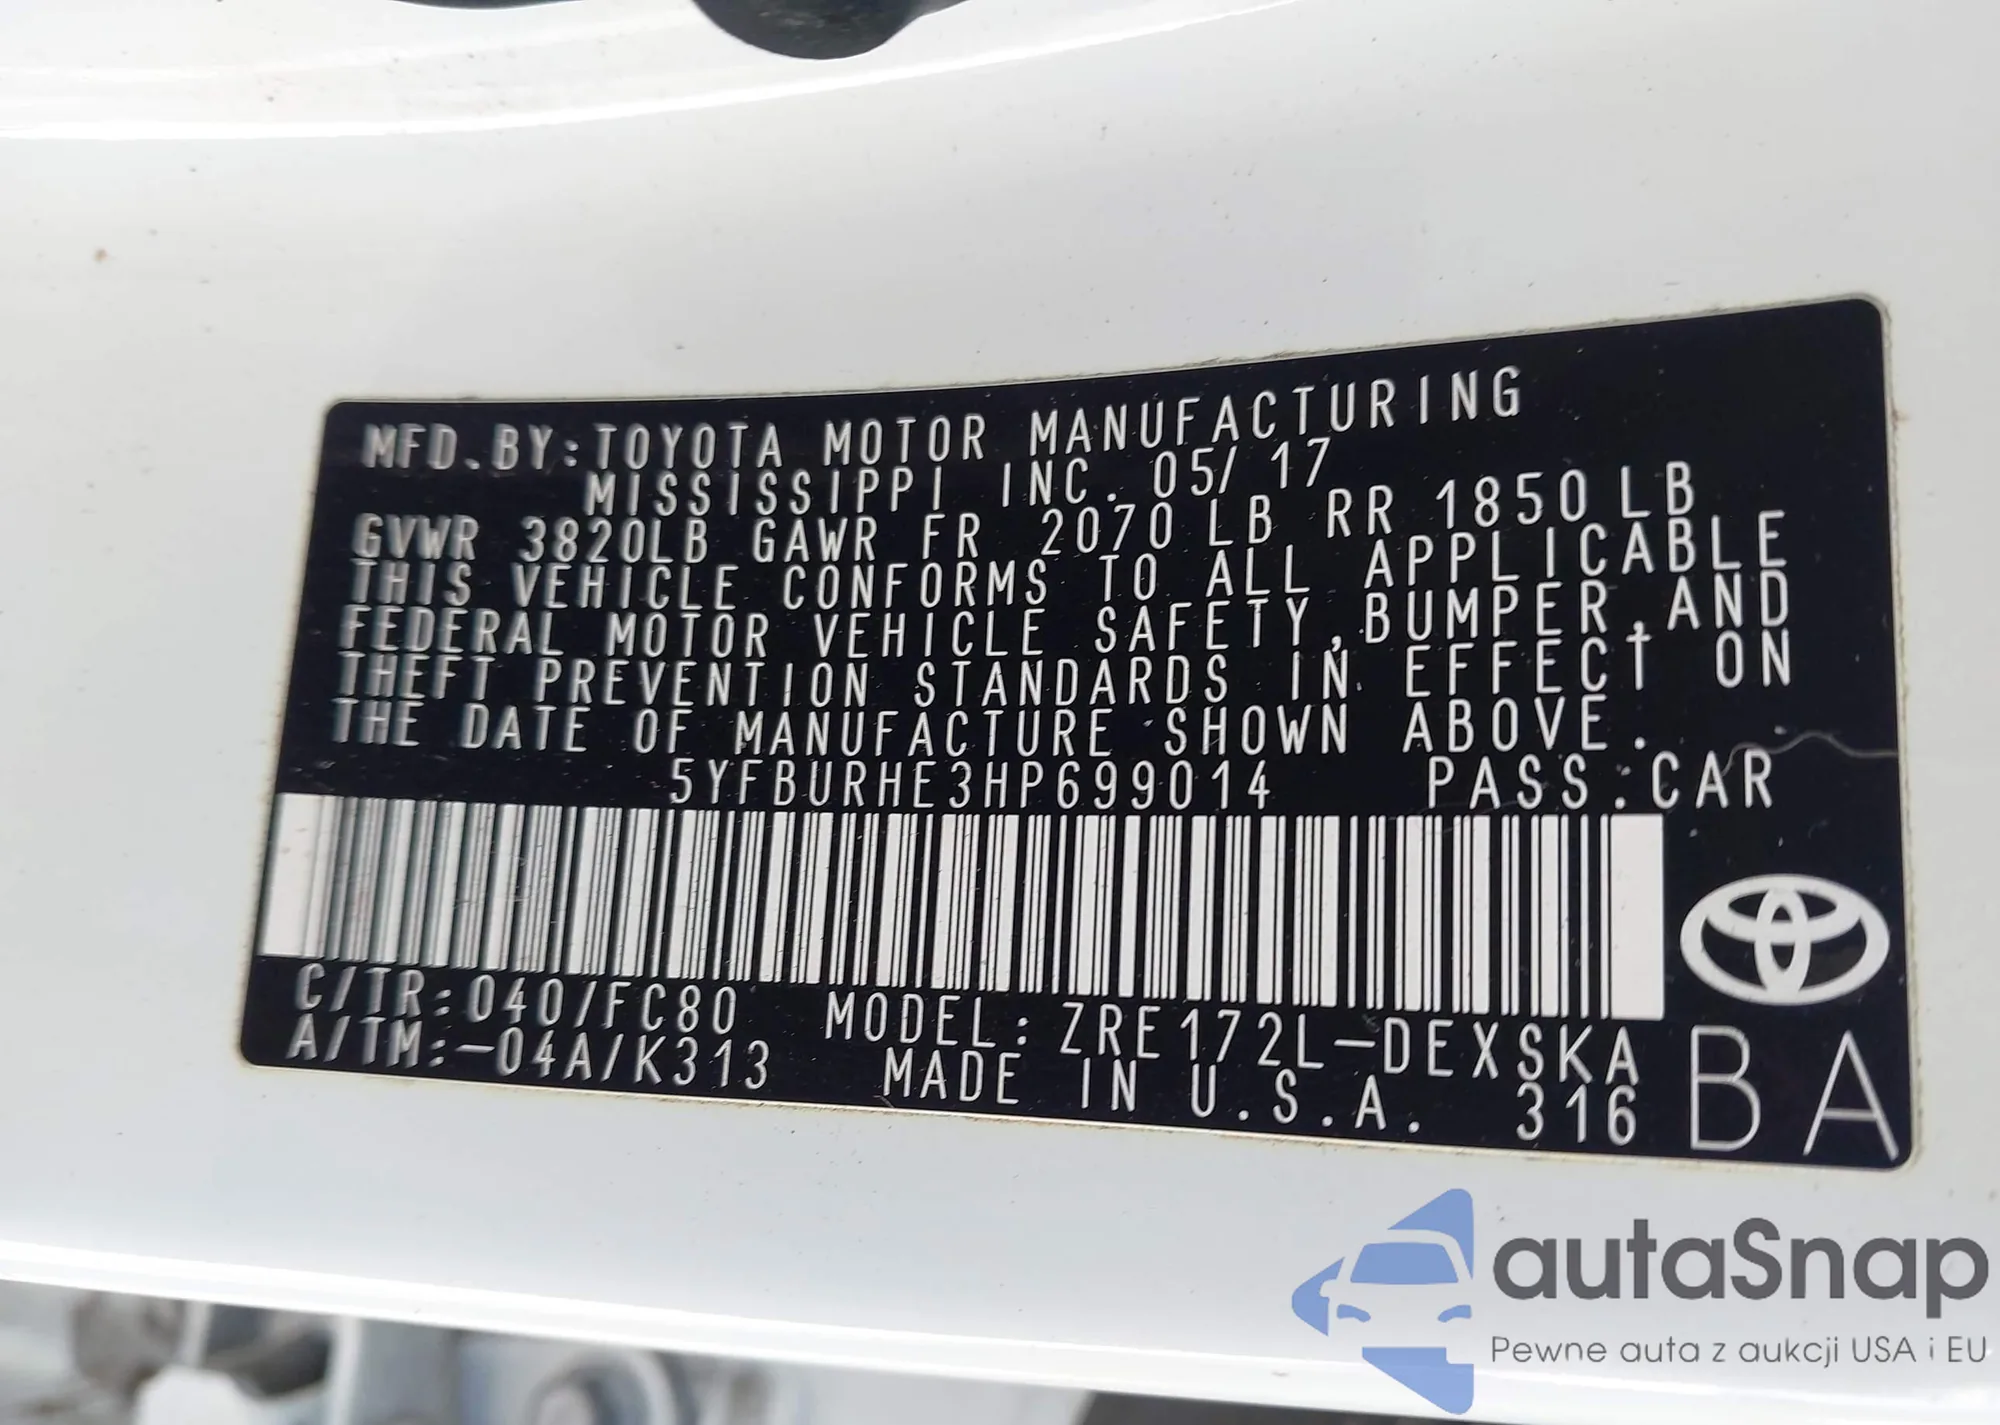 MFD.BY:TOYOTA MOTOR MANUFACTURING
MISSISSIPPI INC. 05/17
GVWR 3820LB GAWR FR 2070LB RR 1850LB
THIS VEHICLE CONFORMS TO ALL APPLICABLE
FEDERAL MOTOR VEHICLE SAFETY,BUMPER,AND
THEFT PREVENTION STANDARDS IN EFFECT ON
THE DATE OF MANUFACTURE SHOWN ABOVE.
5YFBURHE3HP699014 PASS.CAR
C/TR:040/FC80 MODEL:ZRE172L-DEXSKA
A/TM:-04A/K313 MADE IN U.S.A. 316
BA
autaSnap
Pewne auta z aukcji USA i EU